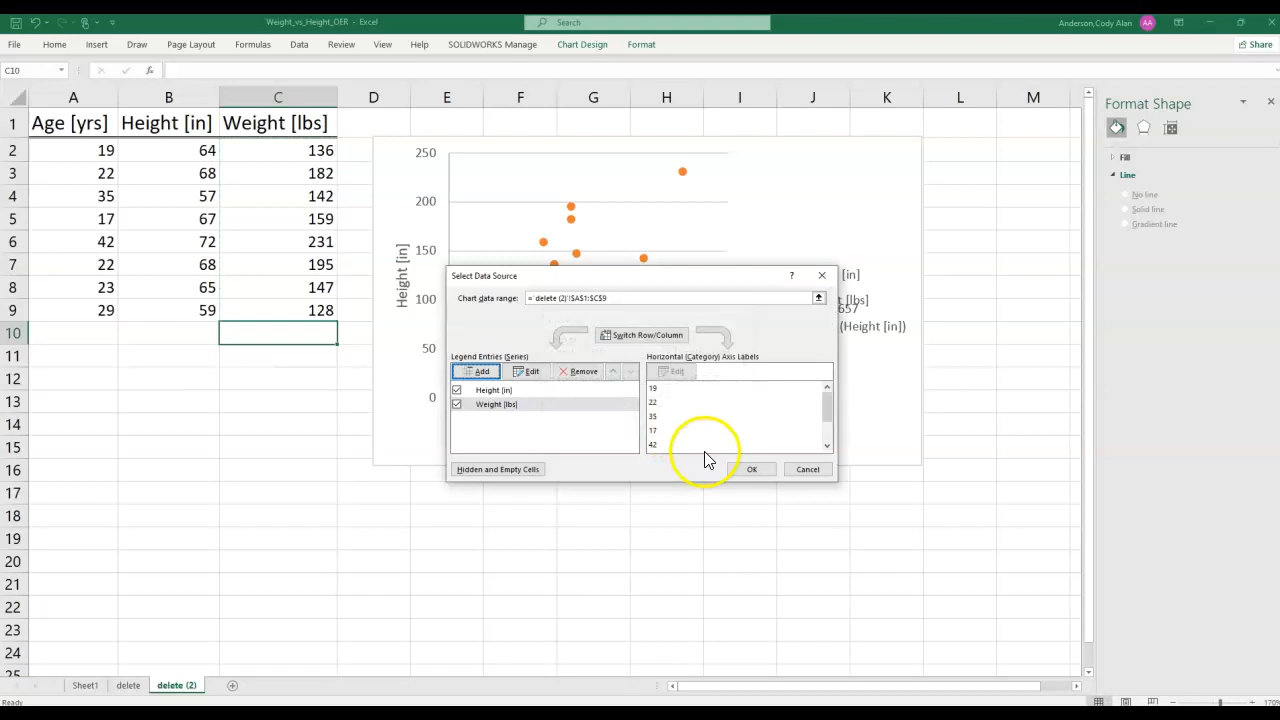 Weight_vs_Height_OER - Excel
Search
Anderson,Cody Alan AA
File Home Insert Draw Page Layout Formulas Data Review View Help SOLIDWORKS Manage Chart Design Format Share
C10
A B C D E F G H I J K L M
1 Age [yrs] Height [in] Weight [lbs]
2 19 64 136
3 22 68 182
4 35 57 142
5 17 67 159
6 42 72 231
7 22 68 195
8 23 65 147
9 29 59 128
10
11
12
13
14
15
16
17
18
19
20
21
22
23
24
25
250
200
150
100
50
0
Height [in]
[in]
[lbs]
657
(Height [in])
Select Data Source
?
Chart data range: ='delete (2)'!$A$1:$C$9
Switch Row/Column
Legend Entries (Series)
Add Edit Remove
Height [in]
Weight [lbs]
Horizontal (Category) Axis Labels
Edit
19
22
35
17
42
Hidden and Empty Cells
OK Cancel
Format Shape
Fill
Line
No line
Solid line
Gradient line
Sheet1 delete delete (2)
Ready
170%